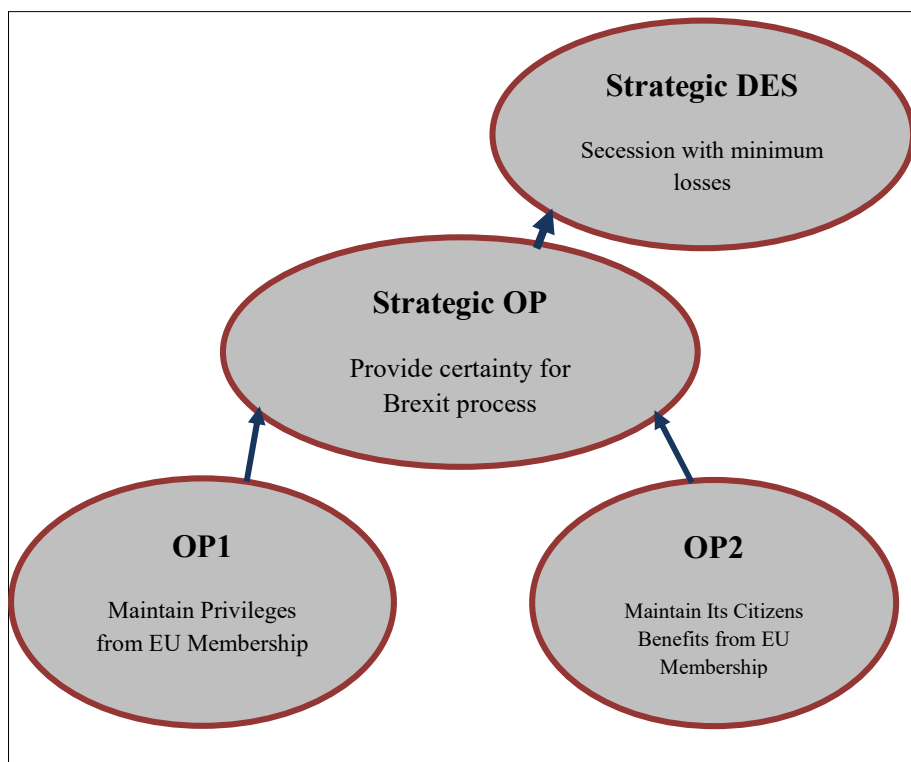 Strategic DES
Secession with minimum
losses
Strategic OP
Provide certainty for
Brexit process
OP1
Maintain Privileges
from EU Membership
OP2
Maintain Its Citizens
Benefits from EU
Membership